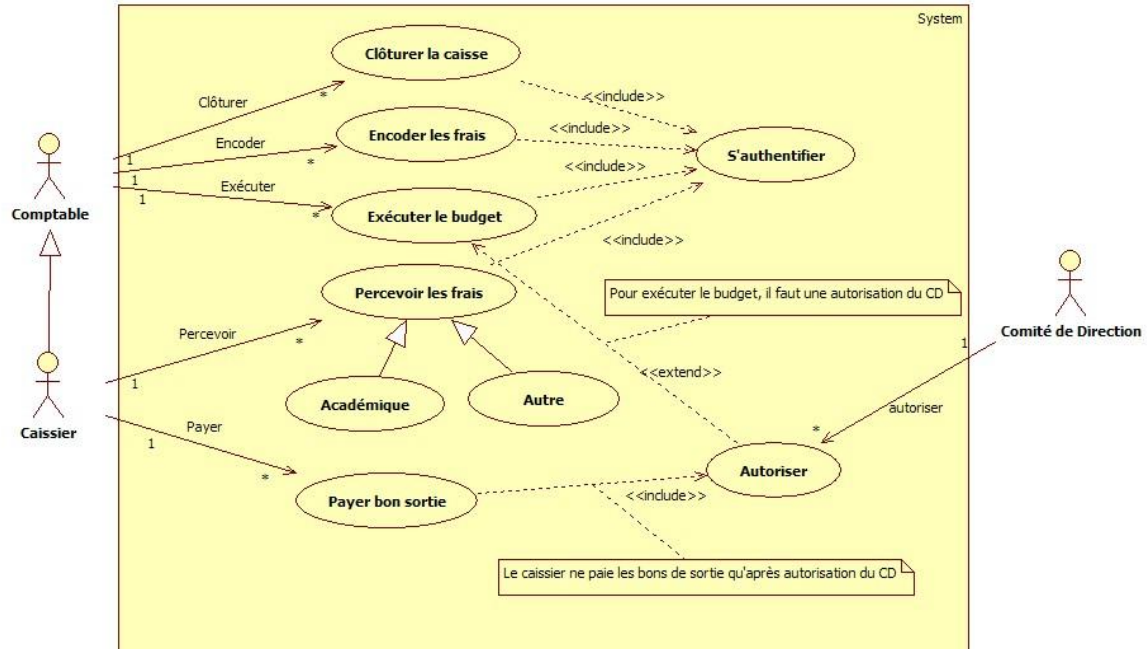 System
Clôturer la caisse
<<include>>
Clôturer
*
Encoder les frais
<<include>>
Encoder
*
S'authentifier
1
<<include>>
1
Exécuter
1
*
Exécuter le budget
Comptable
<<include>>
Percevoir les frais
Pour exécuter le budget, il faut une autorisation du CD
Percevoir
*
Comité de Direction
1
<<extend>>
1
Académique
Autre
autoriser
Caissier
Payer
*
1
*
Autoriser
Payer bon sortie
<<include>>
Le caissier ne paie les bons de sortie qu'après autorisation du CD